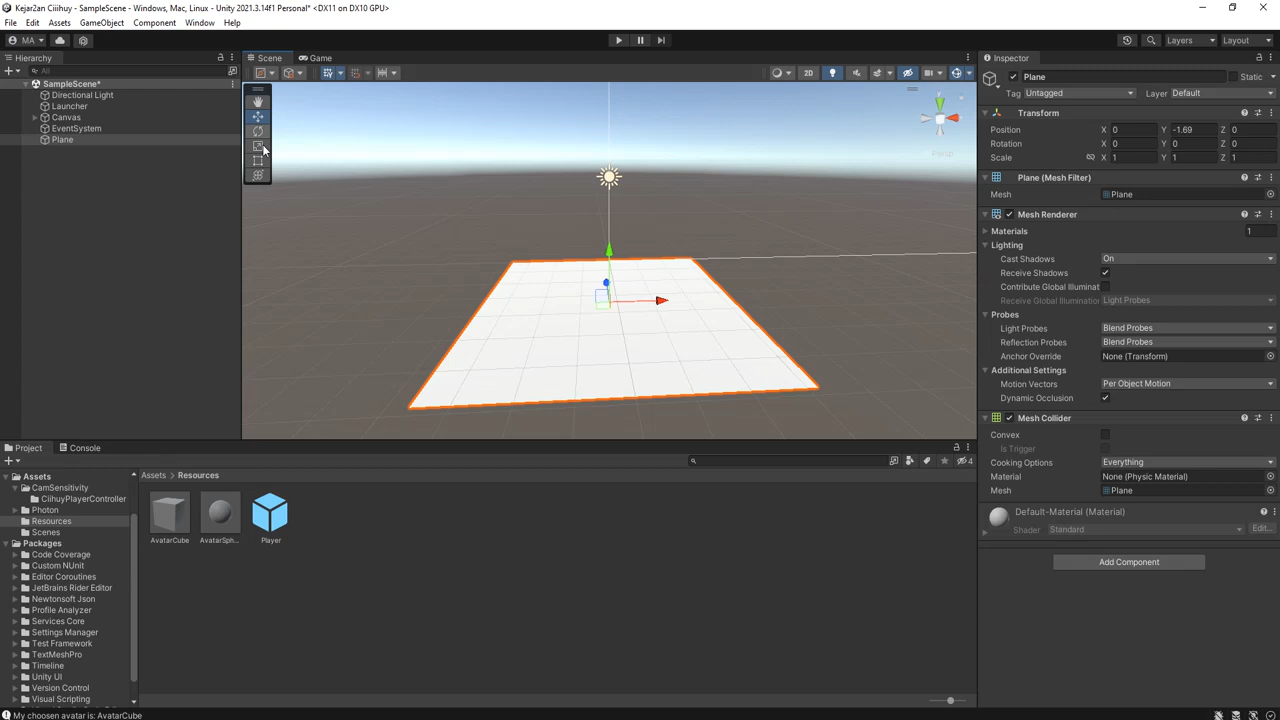 Kejar2an Ciiihuy - SampleScene - Windows, Mac, Linux - Unity 2021.3.14f1 Personal* <DX11 on DX10 GPU>
File Edit Assets GameObject Component Window Help
MA Layers Layout
Hierarchy Scene Game Inspector
All
2D
SampleScene*
Directional Light
Launcher
Canvas
EventSystem
Plane
Persp
Plane Static
Tag Untagged Layer Default
Transform
Position X 0 Y -1.69 Z 0
Rotation X 0 Y 0 Z 0
Scale X 1 Y 1 Z 1
Plane (Mesh Filter)
Mesh Plane
Mesh Renderer
Materials 1
Lighting
Cast Shadows On
Receive Shadows
Contribute Global Illuminat
Receive Global Illumination Light Probes
Probes
Light Probes Blend Probes
Reflection Probes Blend Probes
Anchor Override None (Transform)
Additional Settings
Motion Vectors Per Object Motion
Dynamic Occlusion
Mesh Collider
Convex
Is Trigger
Cooking Options Everything
Material None (Physic Material)
Mesh Plane
Default-Material (Material)
Shader Standard Edit...
Add Component
Project Console
4
Assets
CamSensitivity
CiihuyPlayerController
Photon
Resources
Scenes
Packages
Code Coverage
Custom NUnit
Editor Coroutines
JetBrains Rider Editor
Newtonsoft Json
Profile Analyzer
Services Core
Settings Manager
Test Framework
TextMeshPro
Timeline
Unity UI
Version Control
Visual Scripting
Assets Resources
AvatarCube AvatarSph... Player
My choosen avatar is: AvatarCube